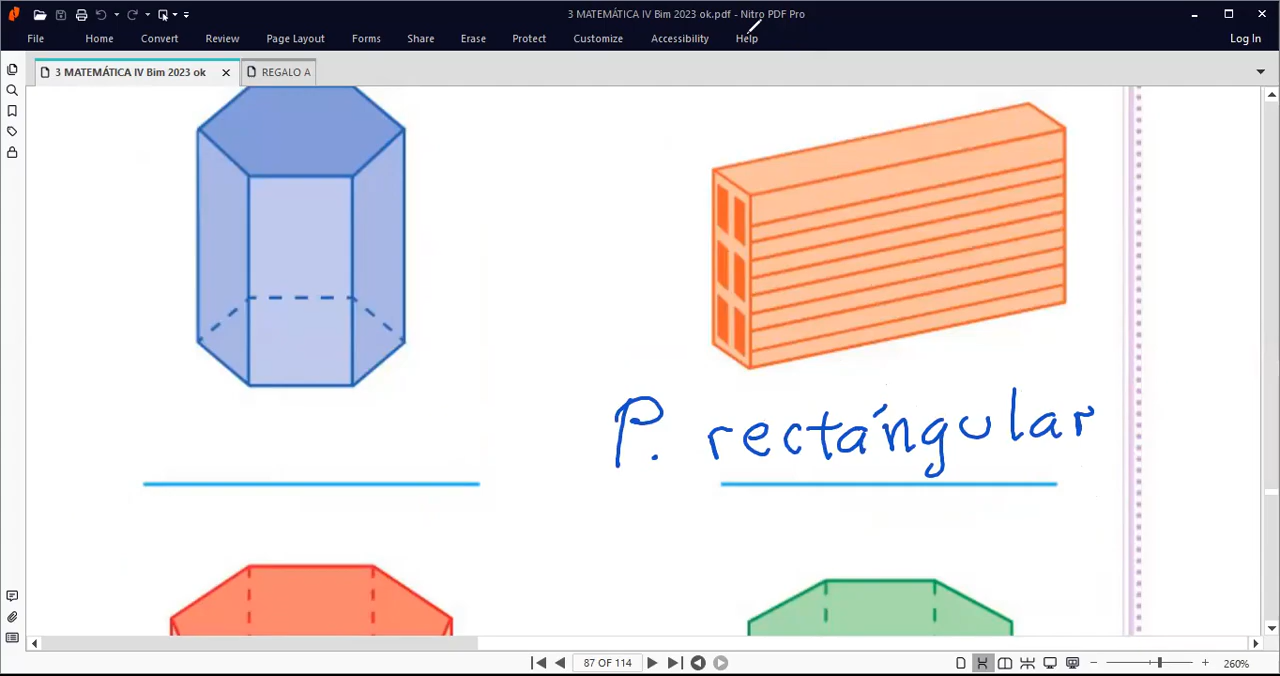 3 MATEMÁTICA IV Bim 2023 ok.pdf - Nitro PDF Pro
File Home Convert Review Page Layout Forms Share Erase Protect Customize Accessibility Help Log In
3 MATEMÁTICA IV Bim 2023 ok REGALO A
P. rectángular
87 OF 114
260%